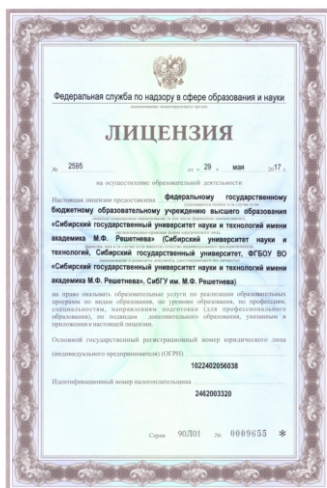 Федеральная служба по надзору в сфере образования и науки
наименование лицензирующего органа
ЛИЦЕНЗИЯ
№ 2595 от « 29 » мая 2017 г.
на осуществление образовательной деятельности
Настоящая лицензия предоставлена федеральному государственному
бюджетному образовательному учреждению высшего образования
«Сибирский государственный университет науки и технологий имени
академика М.Ф. Решетнева» (Сибирский университет науки и
технологий, Сибирский государственный университет, ФГБОУ ВО
«Сибирский государственный университет науки и технологий имени
академика М.Ф. Решетнева», СибГУ им. М.Ф. Решетнева)
на право оказывать образовательные услуги по реализации образовательных
программ по видам образования, по уровням образования, по профессиям,
специальностям, направлениям подготовки (для профессионального
образования), по подвидам дополнительного образования, указанным в
приложении к настоящей лицензии.
Основной государственный регистрационный номер юридического лица
(индивидуального предпринимателя) (ОГРН)
1022402056038
Идентификационный номер налогоплательщика
2462003320
Серия 90Л01 № 0009655 *